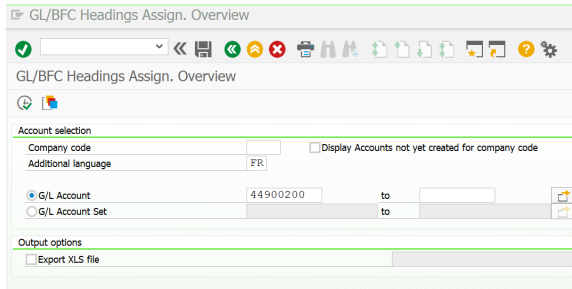 GL/BFC Headings Assign. Overview
GL/BFC Headings Assign. Overview
Account selection
Company code Display Accounts not yet created for company code
Additional language FR
G/L Account 44900200 to
G/L Account Set to
Output options
Export XLS file